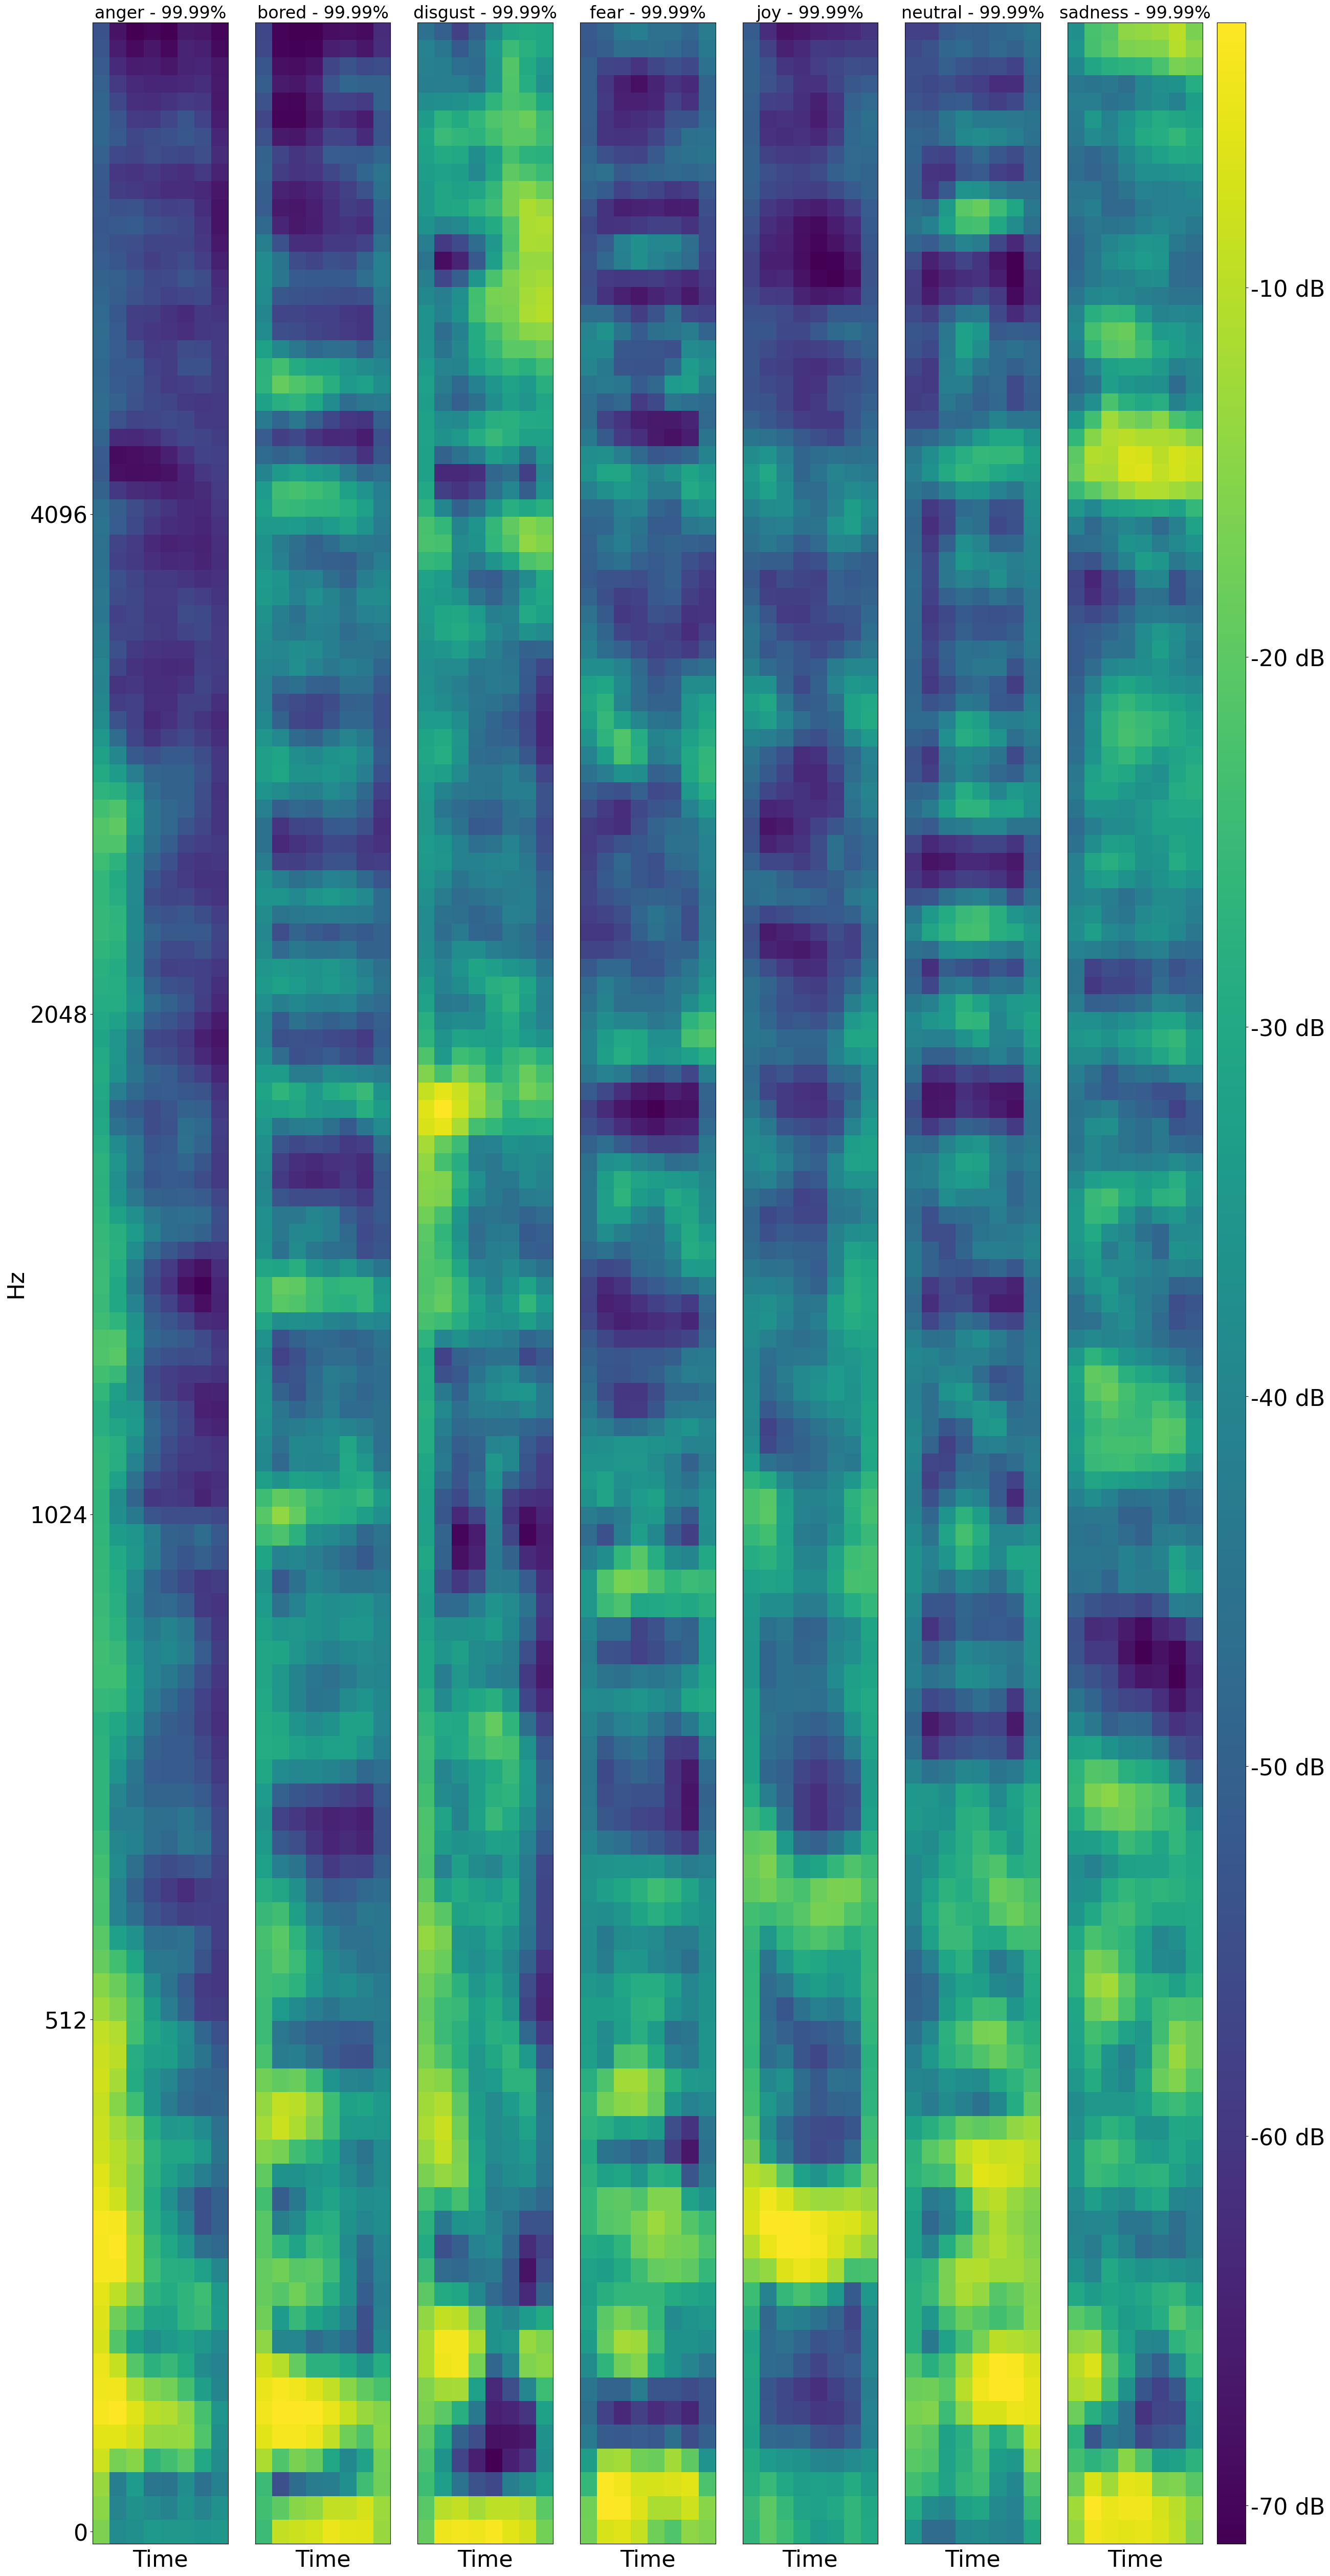 anger - 99.99%
bored - 99.99%
disgust - 99.99%
fear - 99.99%
joy - 99.99%
neutral - 99.99%
sadness - 99.99%
Hz
4096
2048
1024
512
0
-10 dB
-20 dB
-30 dB
-40 dB
-50 dB
-60 dB
-70 dB
Time
Time
Time
Time
Time
Time
Time